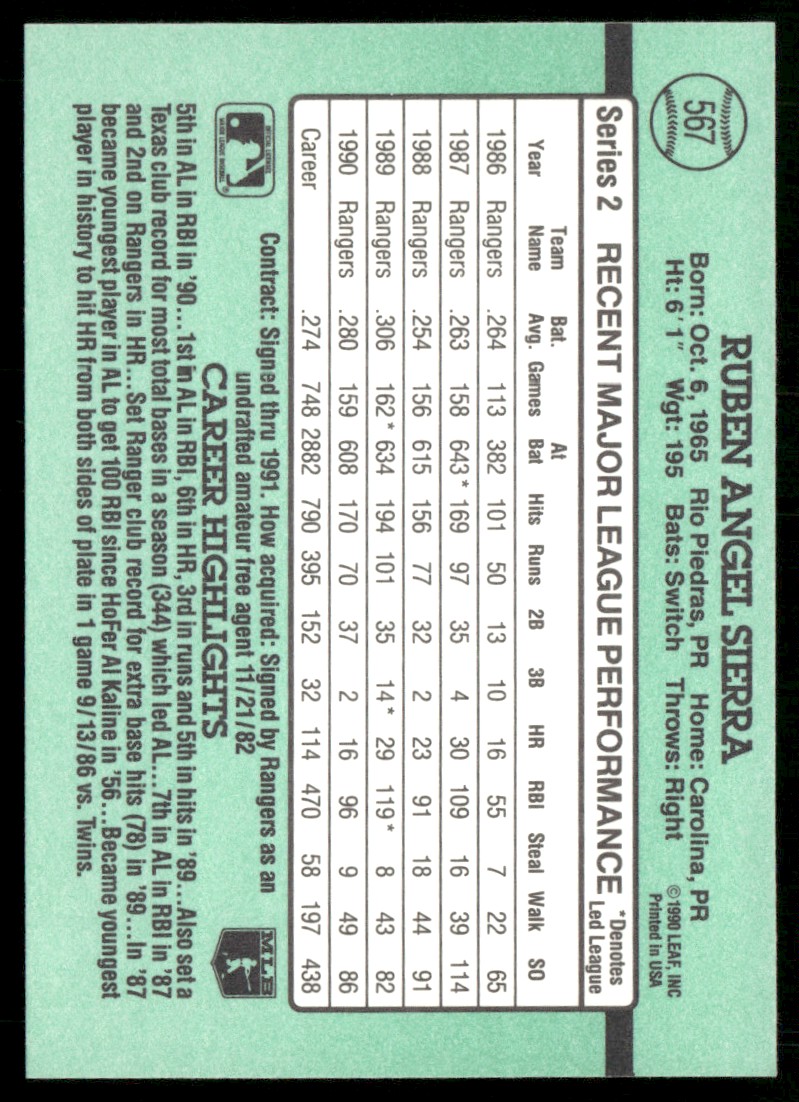 567
RUBEN ANGEL SIERRA
Born: Oct. 6, 1965 Rio Piedras, PR Home: Carolina, PR
Ht: 6'1" Wgt: 195 Bats: Switch Throws: Right
©1990 LEAF, INC
Printed in USA
Series 2 RECENT MAJOR LEAGUE PERFORMANCE *Denotes
Led League
Year Team Name Bat. Avg. Games At Bat Hits Runs 2B 3B HR RBI Steal Walk SO
1986 Rangers .264 113 382 101 50 13 10 16 55 7 22 65
1987 Rangers .263 158 643* 169 97 35 4 30 109 16 39 114
1988 Rangers .254 156 615 156 77 32 2 23 91 18 44 91
1989 Rangers .306 162* 634 194 101 35 14* 29 119* 8 43 82
1990 Rangers .280 159 608 170 70 37 2 16 96 9 49 86
Career .274 748 2882 790 395 152 32 114 470 58 197 438
OFFICIAL LICENSEE
MAJOR LEAGUE BASEBALL ®
Contract: Signed thru 1991. How acquired: Signed by Rangers as an
undrafted amateur free agent 11/21/82
MLB
CAREER HIGHLIGHTS
5th in AL in RBI in '90...1st in AL in RBI, 6th in HR, 3rd in runs and 5th in hits in '89...Also set a
Texas club record for most total bases in a season (344) which led AL...7th in AL in RBI in '87
and 2nd on Rangers in HR...Set Ranger club record for extra base hits (78) in '89...In '87
became youngest player in AL to get 100 RBI since HoFer Al Kaline in '56...Became youngest
player in history to hit HR from both sides of plate in 1 game 9/13/86 vs. Twins.